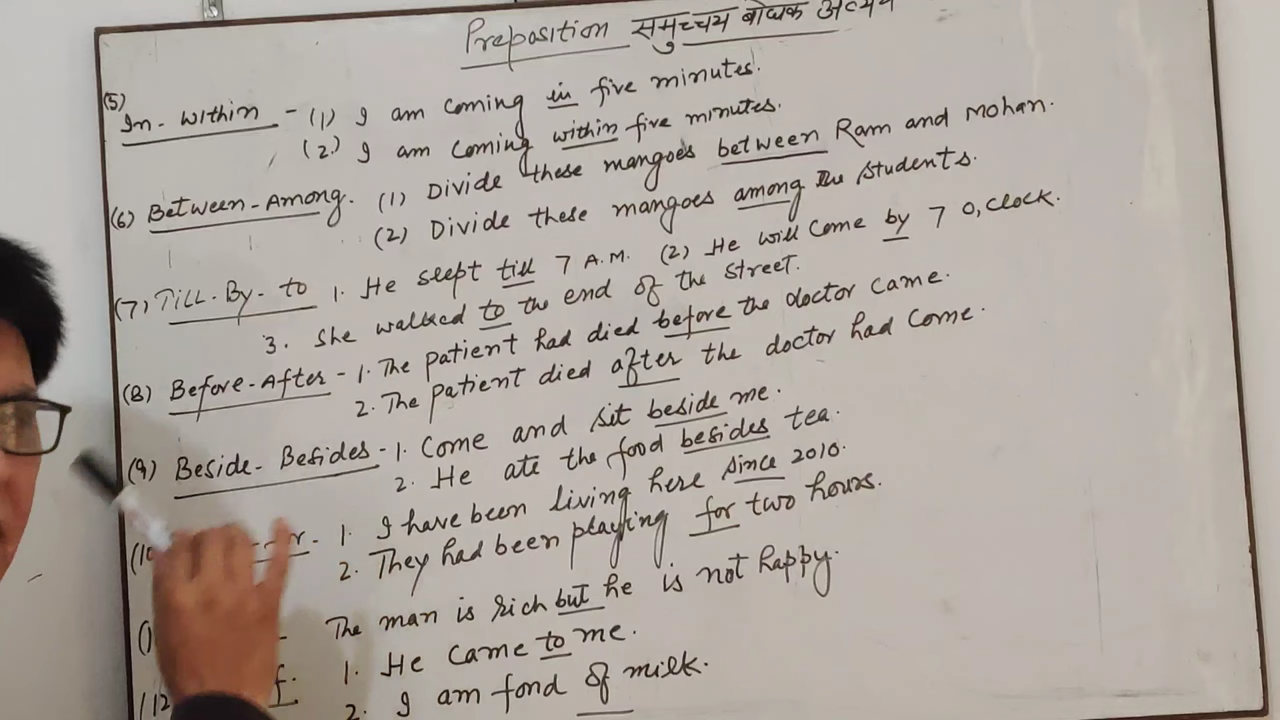 Preposition समुच्चय बोधक अव्यय
(5) In - Within - (1) I am coming in five minutes.
(2) I am coming within five minutes.
(6) Between - Among. (1) Divide these mangoes between Ram and Mohan.
(2) Divide these mangoes among the students.
(7) Till - By - to 1. He slept till 7 A.M. (2) He will come by 7 O,clock.
3. She walked to the end of the street.
(8) Before - After - 1. The patient had died before the doctor came.
2. The patient died after the doctor had come.
(9) Beside - Besides - 1. Come and sit beside me.
2. He ate the food besides tea.
(10 1. I have been living here since 2010.
2. They had been playing for two hours.
The man is rich but he is not happy.
(12 1. He came to me.
2. I am fond of milk.